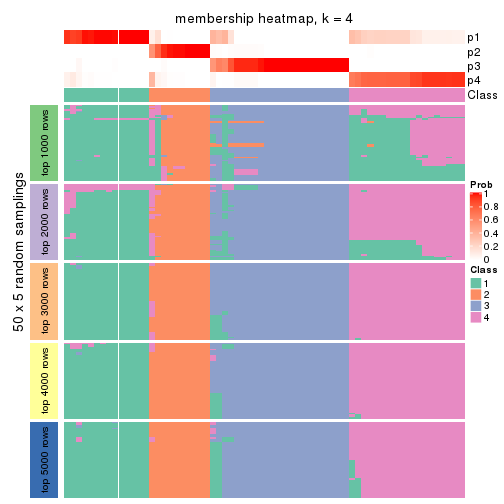 membership heatmap, k = 4
p1
p2
p3
p4
Class
50 x 5 random samplings
top 1000 rows
top 2000 rows
top 3000 rows
top 4000 rows
top 5000 rows
Prob
1
0.8
0.6
0.4
0.2
0
Class
1
2
3
4